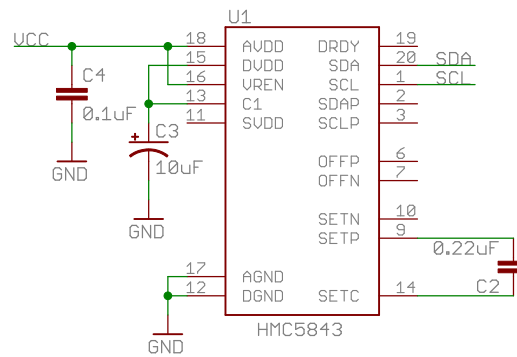 U1
VCC
18 AVDD DRDY 19
15 DVDD SDA 20 SDA
16 VREN SCL 1 SCL
13 C1 SDAP 2
11 SVDD SCLP 3
C4
0.1uF
GND
C3
10uF
GND
OFFP 6
OFFN 7
SETN 10
SETP 9
0.22uF
C2
17 AGND
12 DGND SETC 14
GND
HMC5843